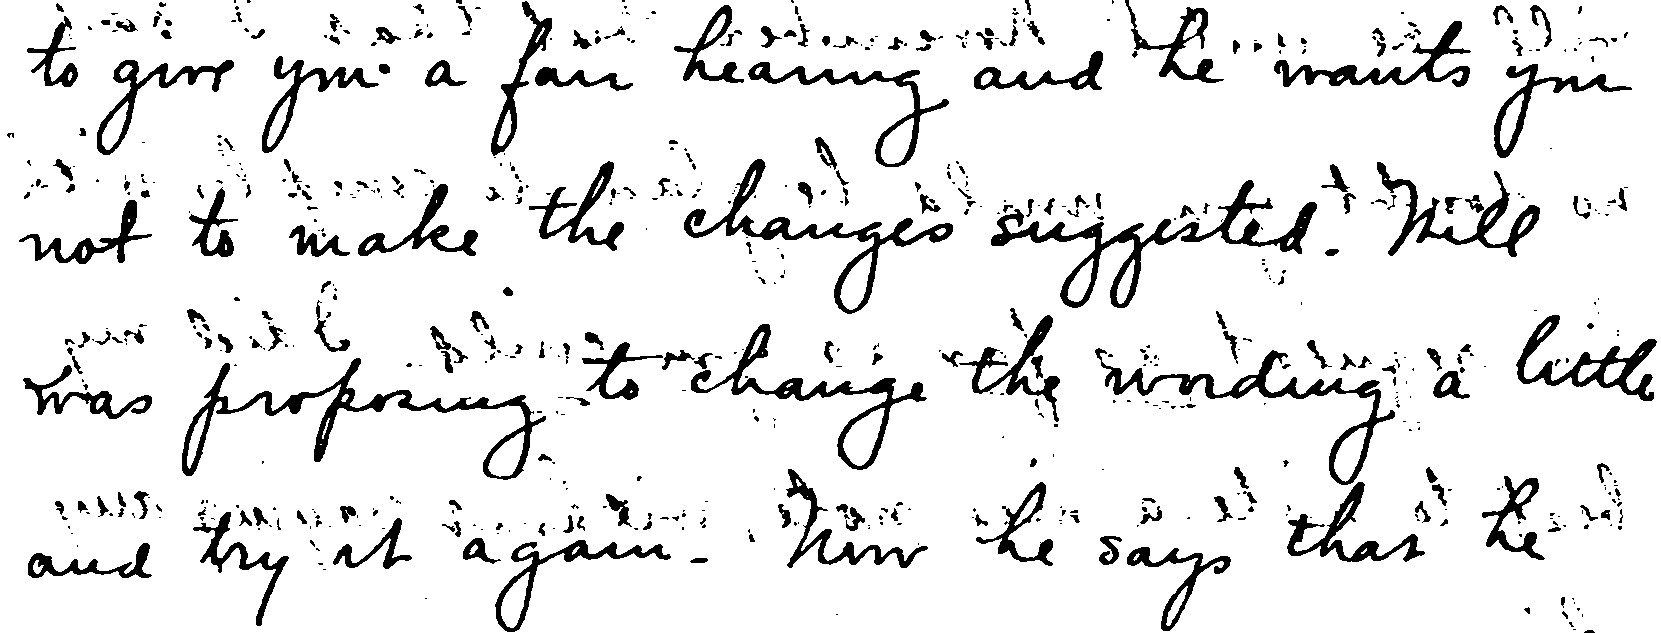 to give you a fair hearing and he wants you
not to make the changes suggested. Will
was proposing to change the wording a little
and try it again. Now he says that he